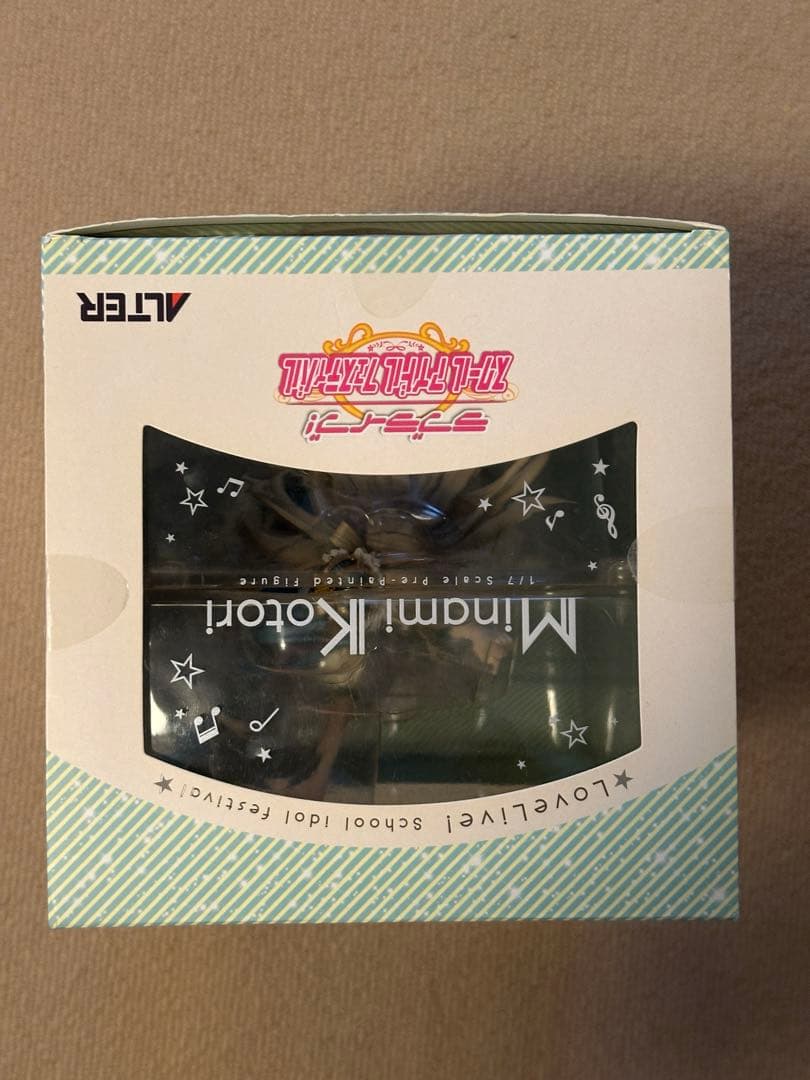 ★LoveLive! School idol festival★
Minami Kotori
1/7 Scale Pre-Painted Figure
ラブライブ!
スクールアイドルフェスティバル
ALTER